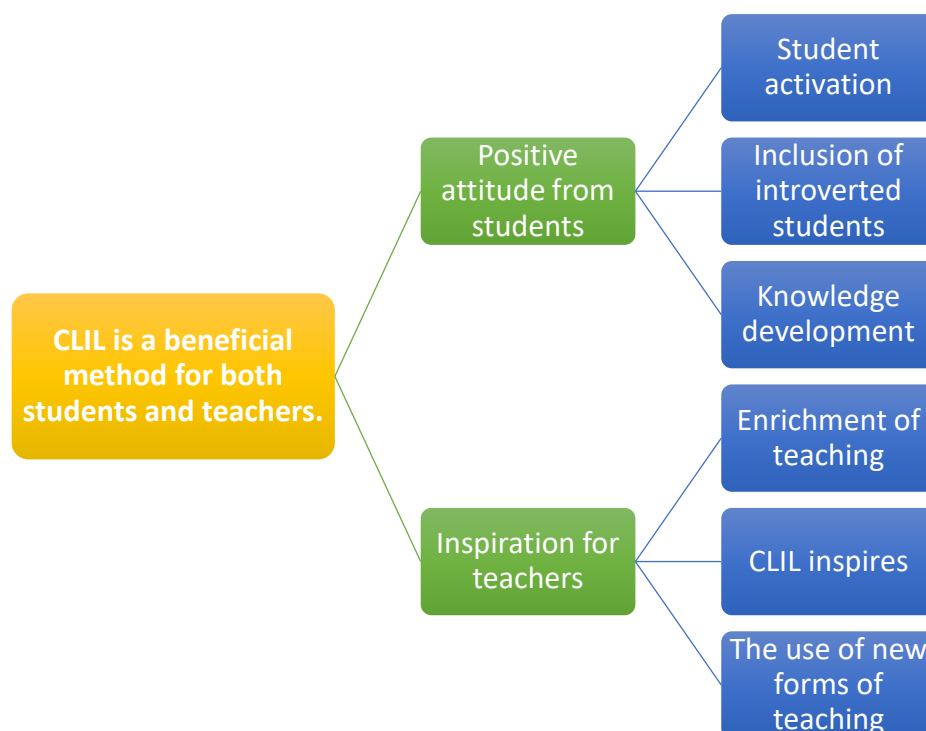 CLIL is a beneficial
method for both
students and teachers.
Positive
attitude from
students
Inspiration for
teachers
Student
activation
Inclusion of
introverted
students
Knowledge
development
Enrichment of
teaching
CLIL inspires
The use of new
forms of
teaching